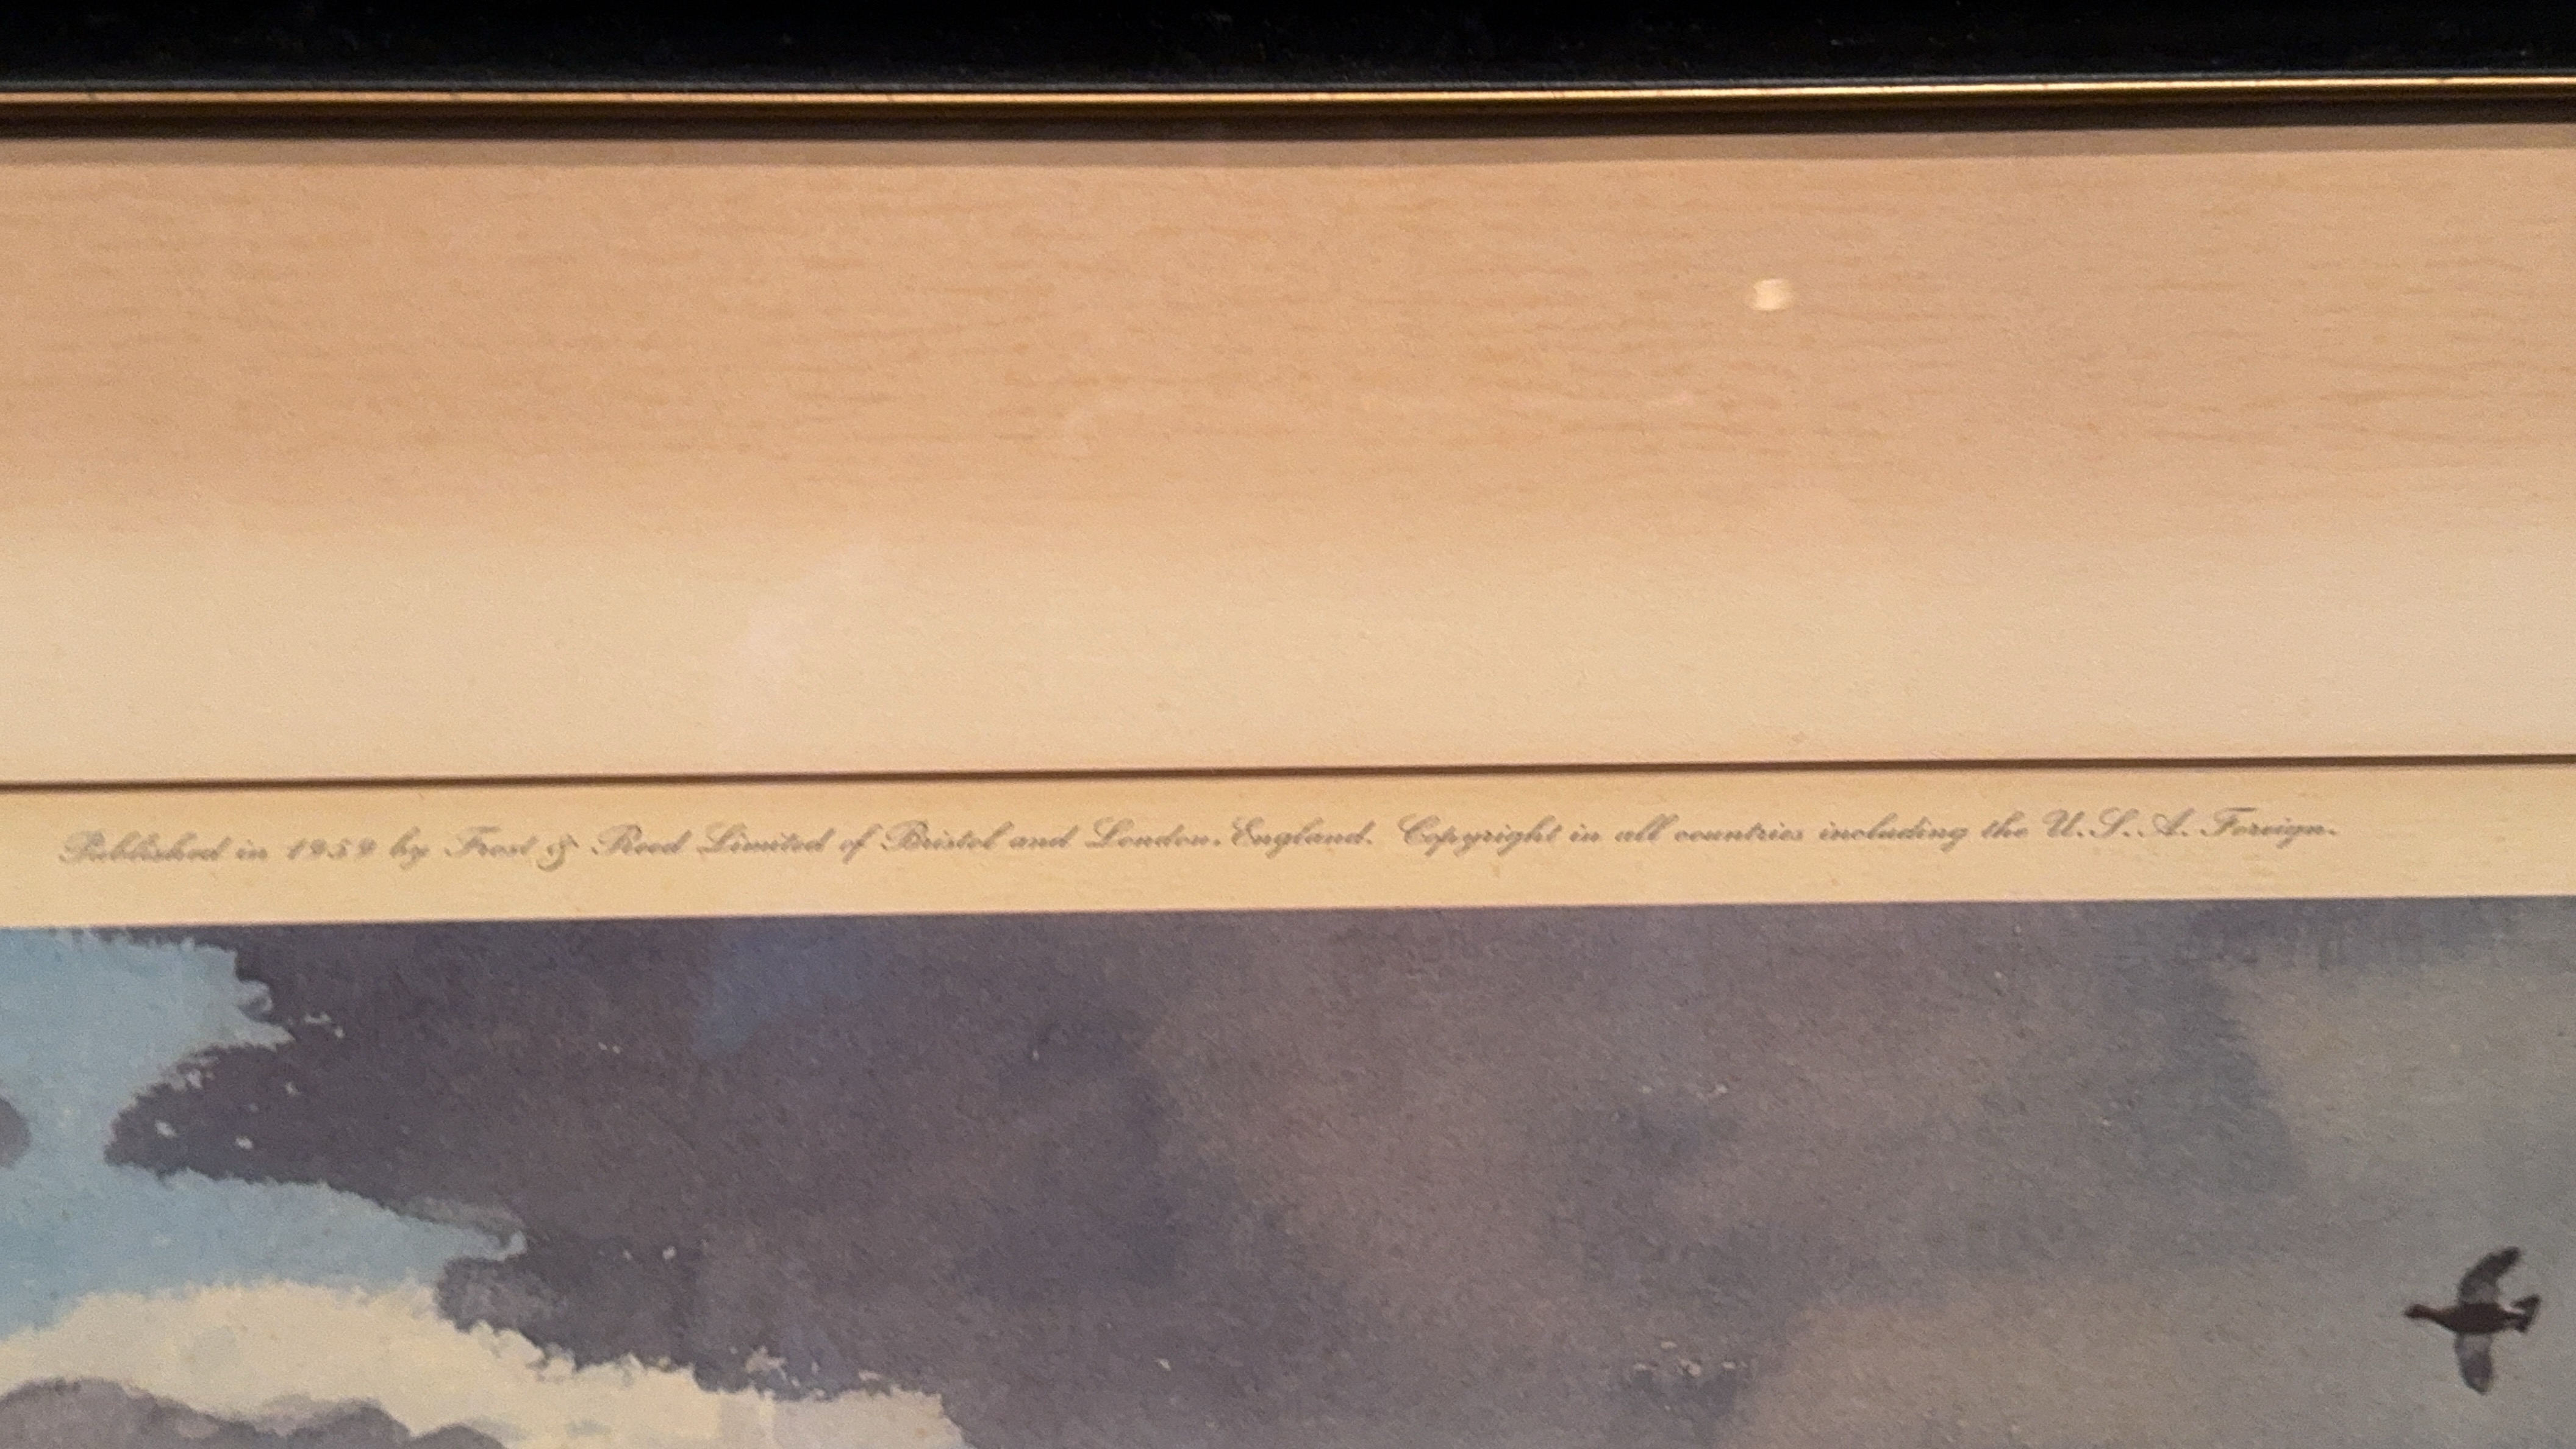 Published in 1959 by Frost & Reed Limited of Bristol and London. England. Copyright in all countries including the U.S.A. Foreign.